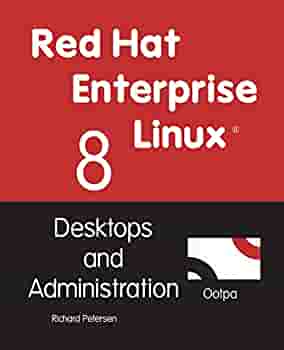 Red Hat
Enterprise
Linux ®
8
Desktops
and
Administration
Ootpa
Richard Petersen